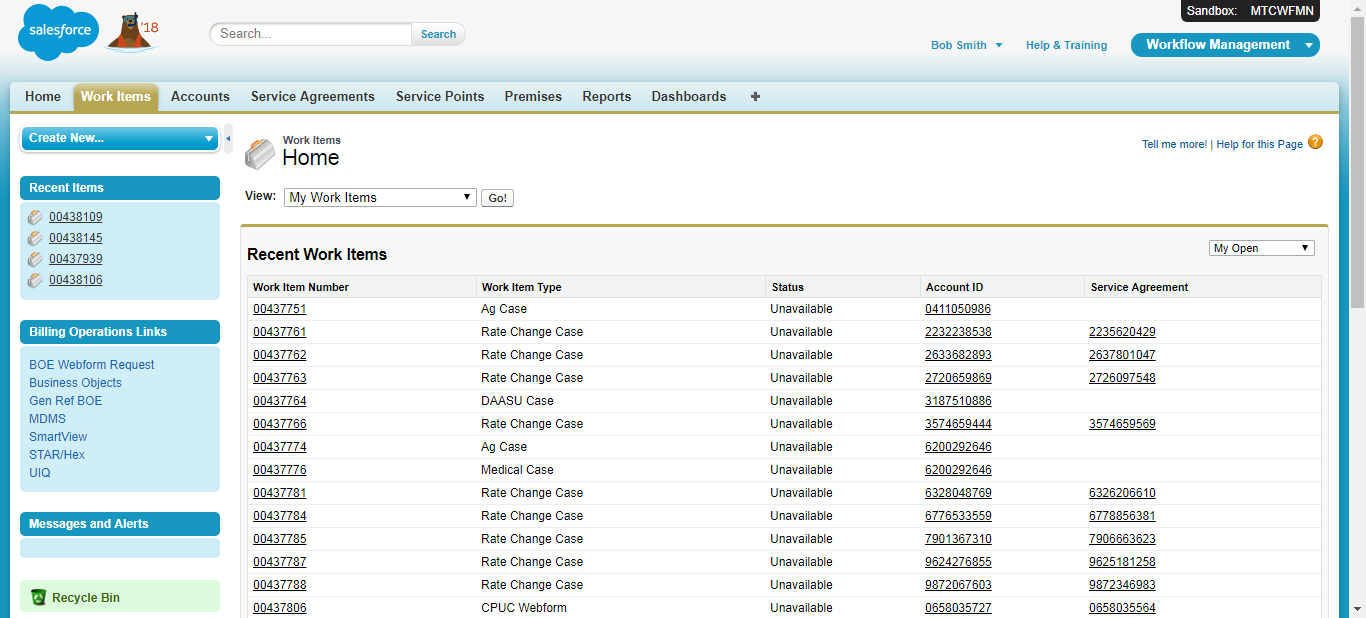 Sandbox: MTCWFMN
salesforce '18 Search... Search
Bob Smith Help & Training Workflow Management
Home Work Items Accounts Service Agreements Service Points Premises Reports Dashboards +
Create New...
Work Items
Home
Tell me more! | Help for this Page ?
Recent Items
00438109
00438145
00437939
00438106
Billing Operations Links
BOE Webform Request
Business Objects
Gen Ref BOE
MDMS
SmartView
STAR/Hex
UIQ
Messages and Alerts
Recycle Bin
View: My Work Items Go!
Recent Work Items My Open
Work Item Number Work Item Type Status Account ID Service Agreement
00437751 Ag Case Unavailable 0411050986
00437761 Rate Change Case Unavailable 2232238538 2235620429
00437762 Rate Change Case Unavailable 2633682893 2637801047
00437763 Rate Change Case Unavailable 2720659869 2726097548
00437764 DAASU Case Unavailable 3187510886
00437766 Rate Change Case Unavailable 3574659444 3574659569
00437774 Ag Case Unavailable 6200292646
00437776 Medical Case Unavailable 6200292646
00437781 Rate Change Case Unavailable 6328048769 6326206610
00437784 Rate Change Case Unavailable 6776533559 6778856381
00437785 Rate Change Case Unavailable 7901367310 7906663623
00437787 Rate Change Case Unavailable 9624276855 9625181258
00437788 Rate Change Case Unavailable 9872067603 9872346983
00437806 CPUC Webform Unavailable 0658035727 0658035564